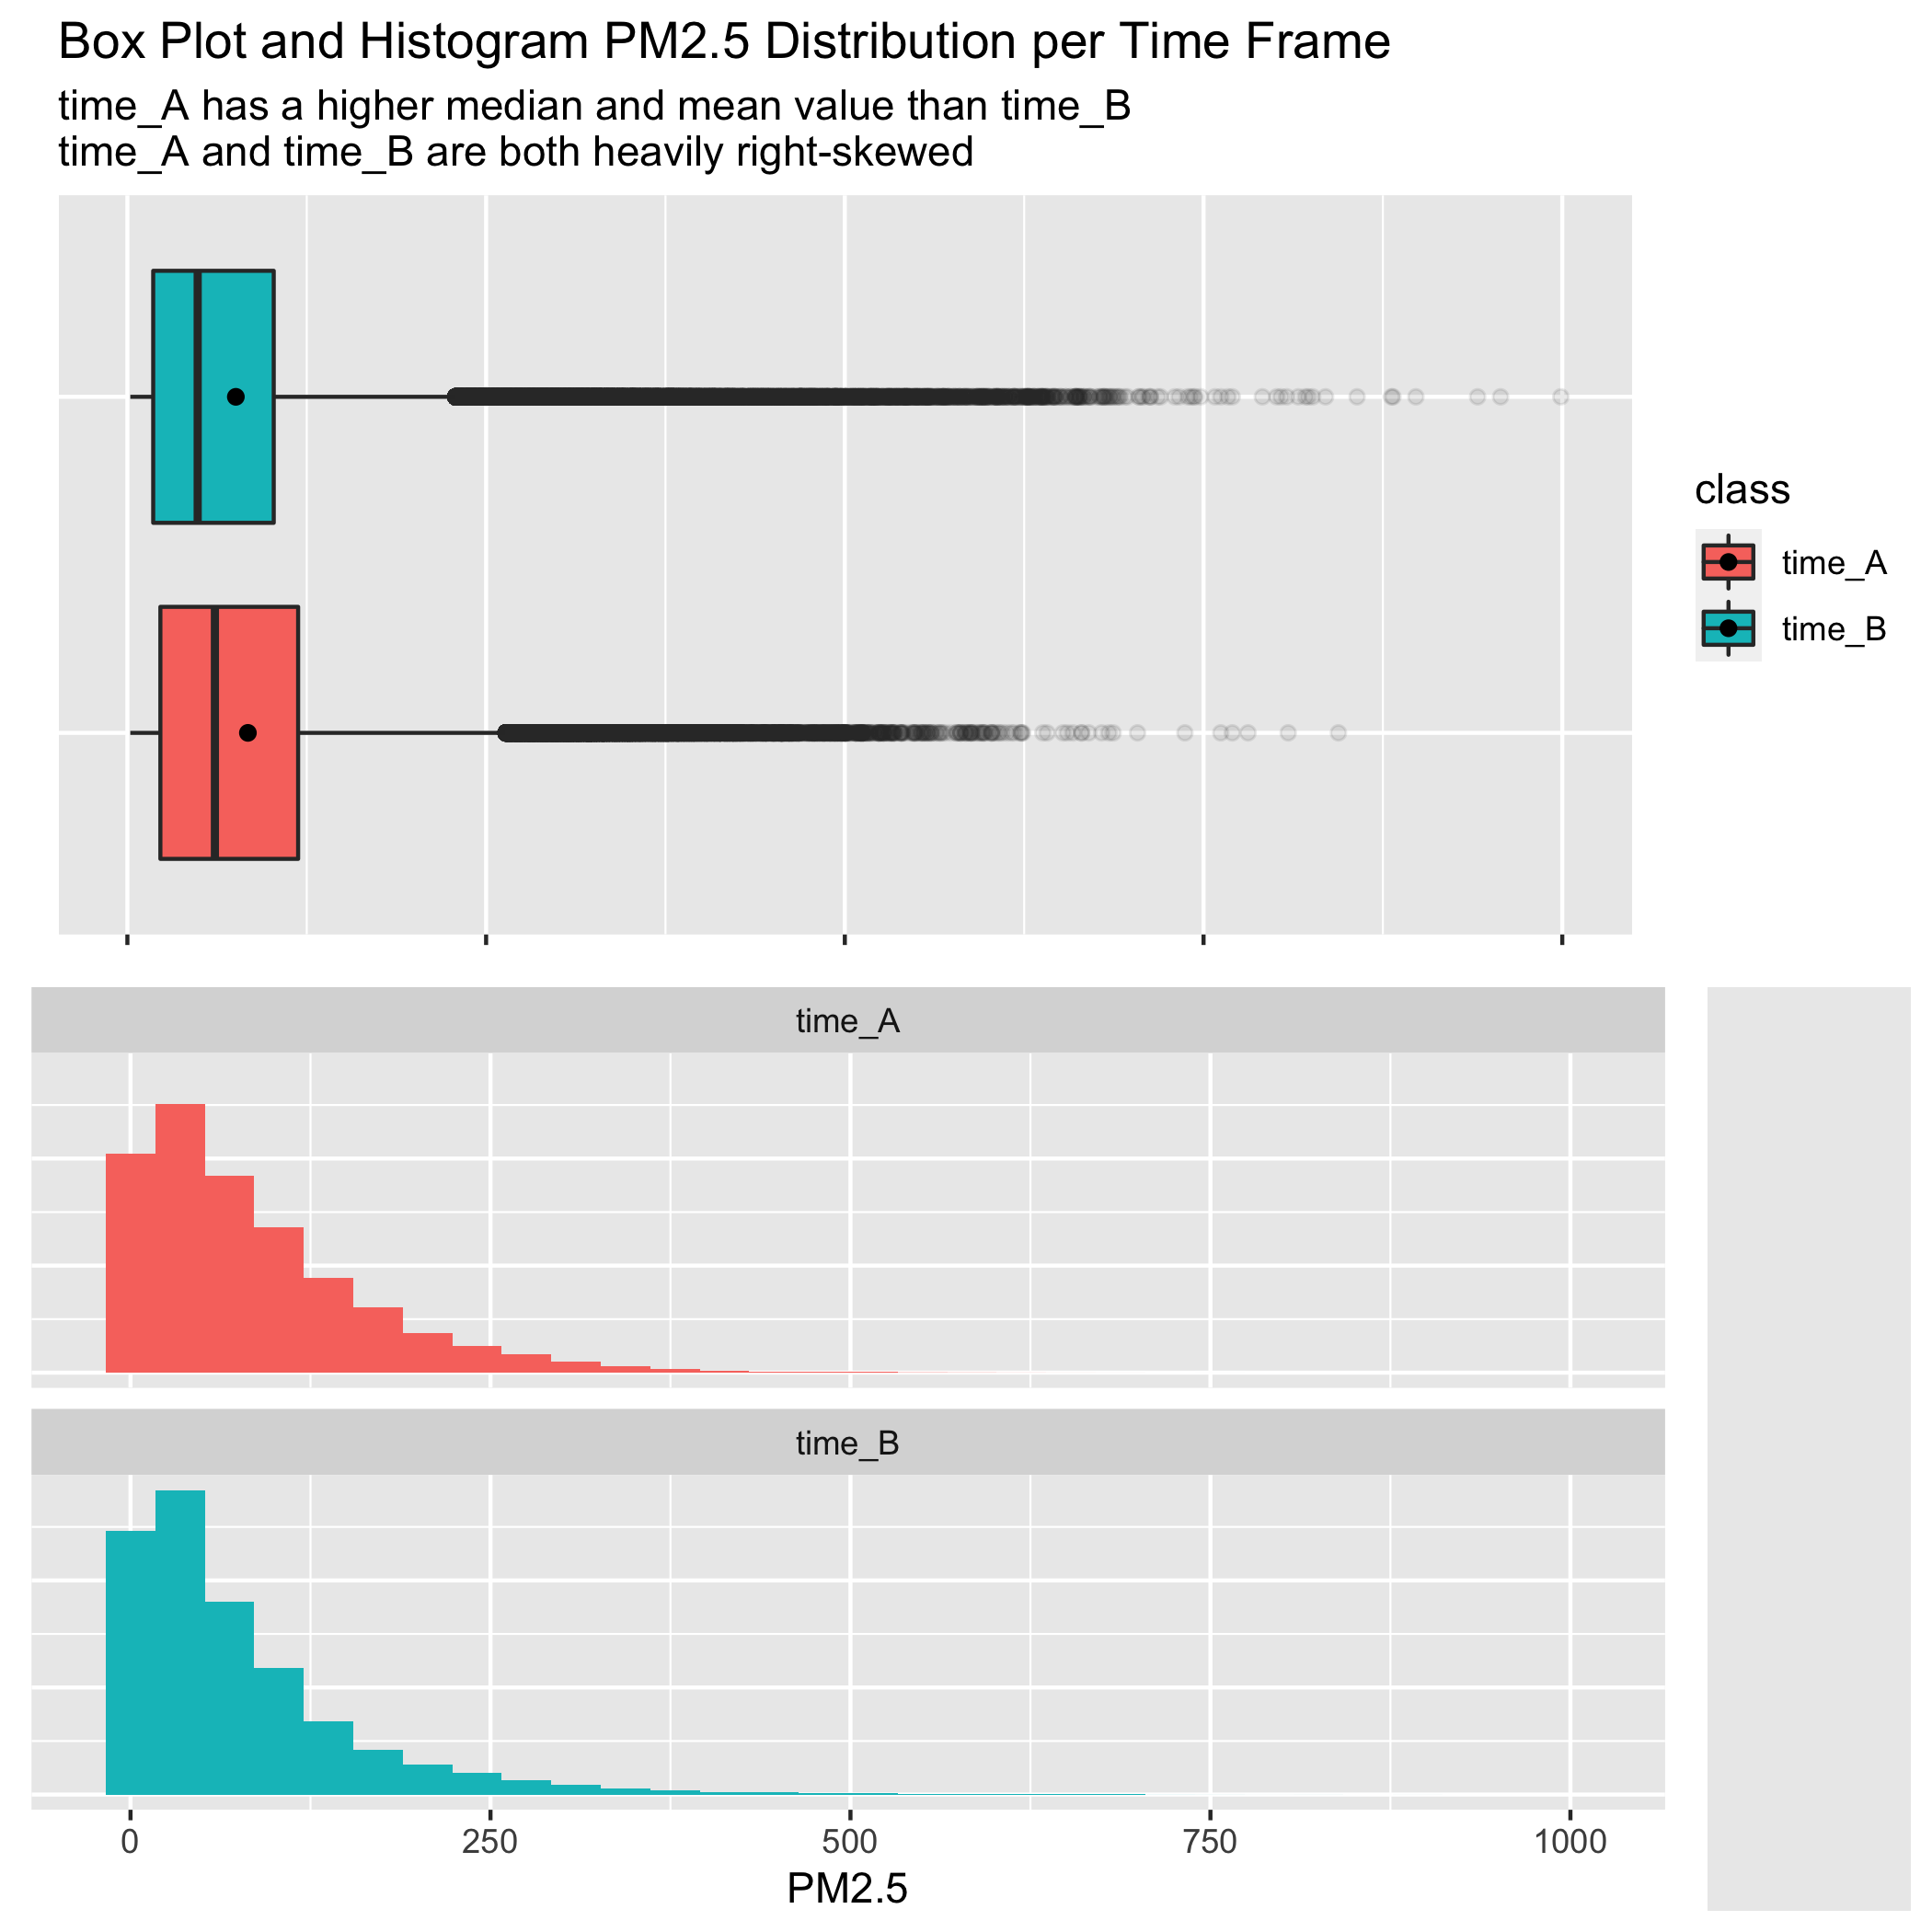 Box Plot and Histogram PM2.5 Distribution per Time Frame
time_A has a higher median and mean value than time_B
time_A and time_B are both heavily right-skewed
class
time_A
time_B
time_A
time_B
0 250 500 750 1000
PM2.5